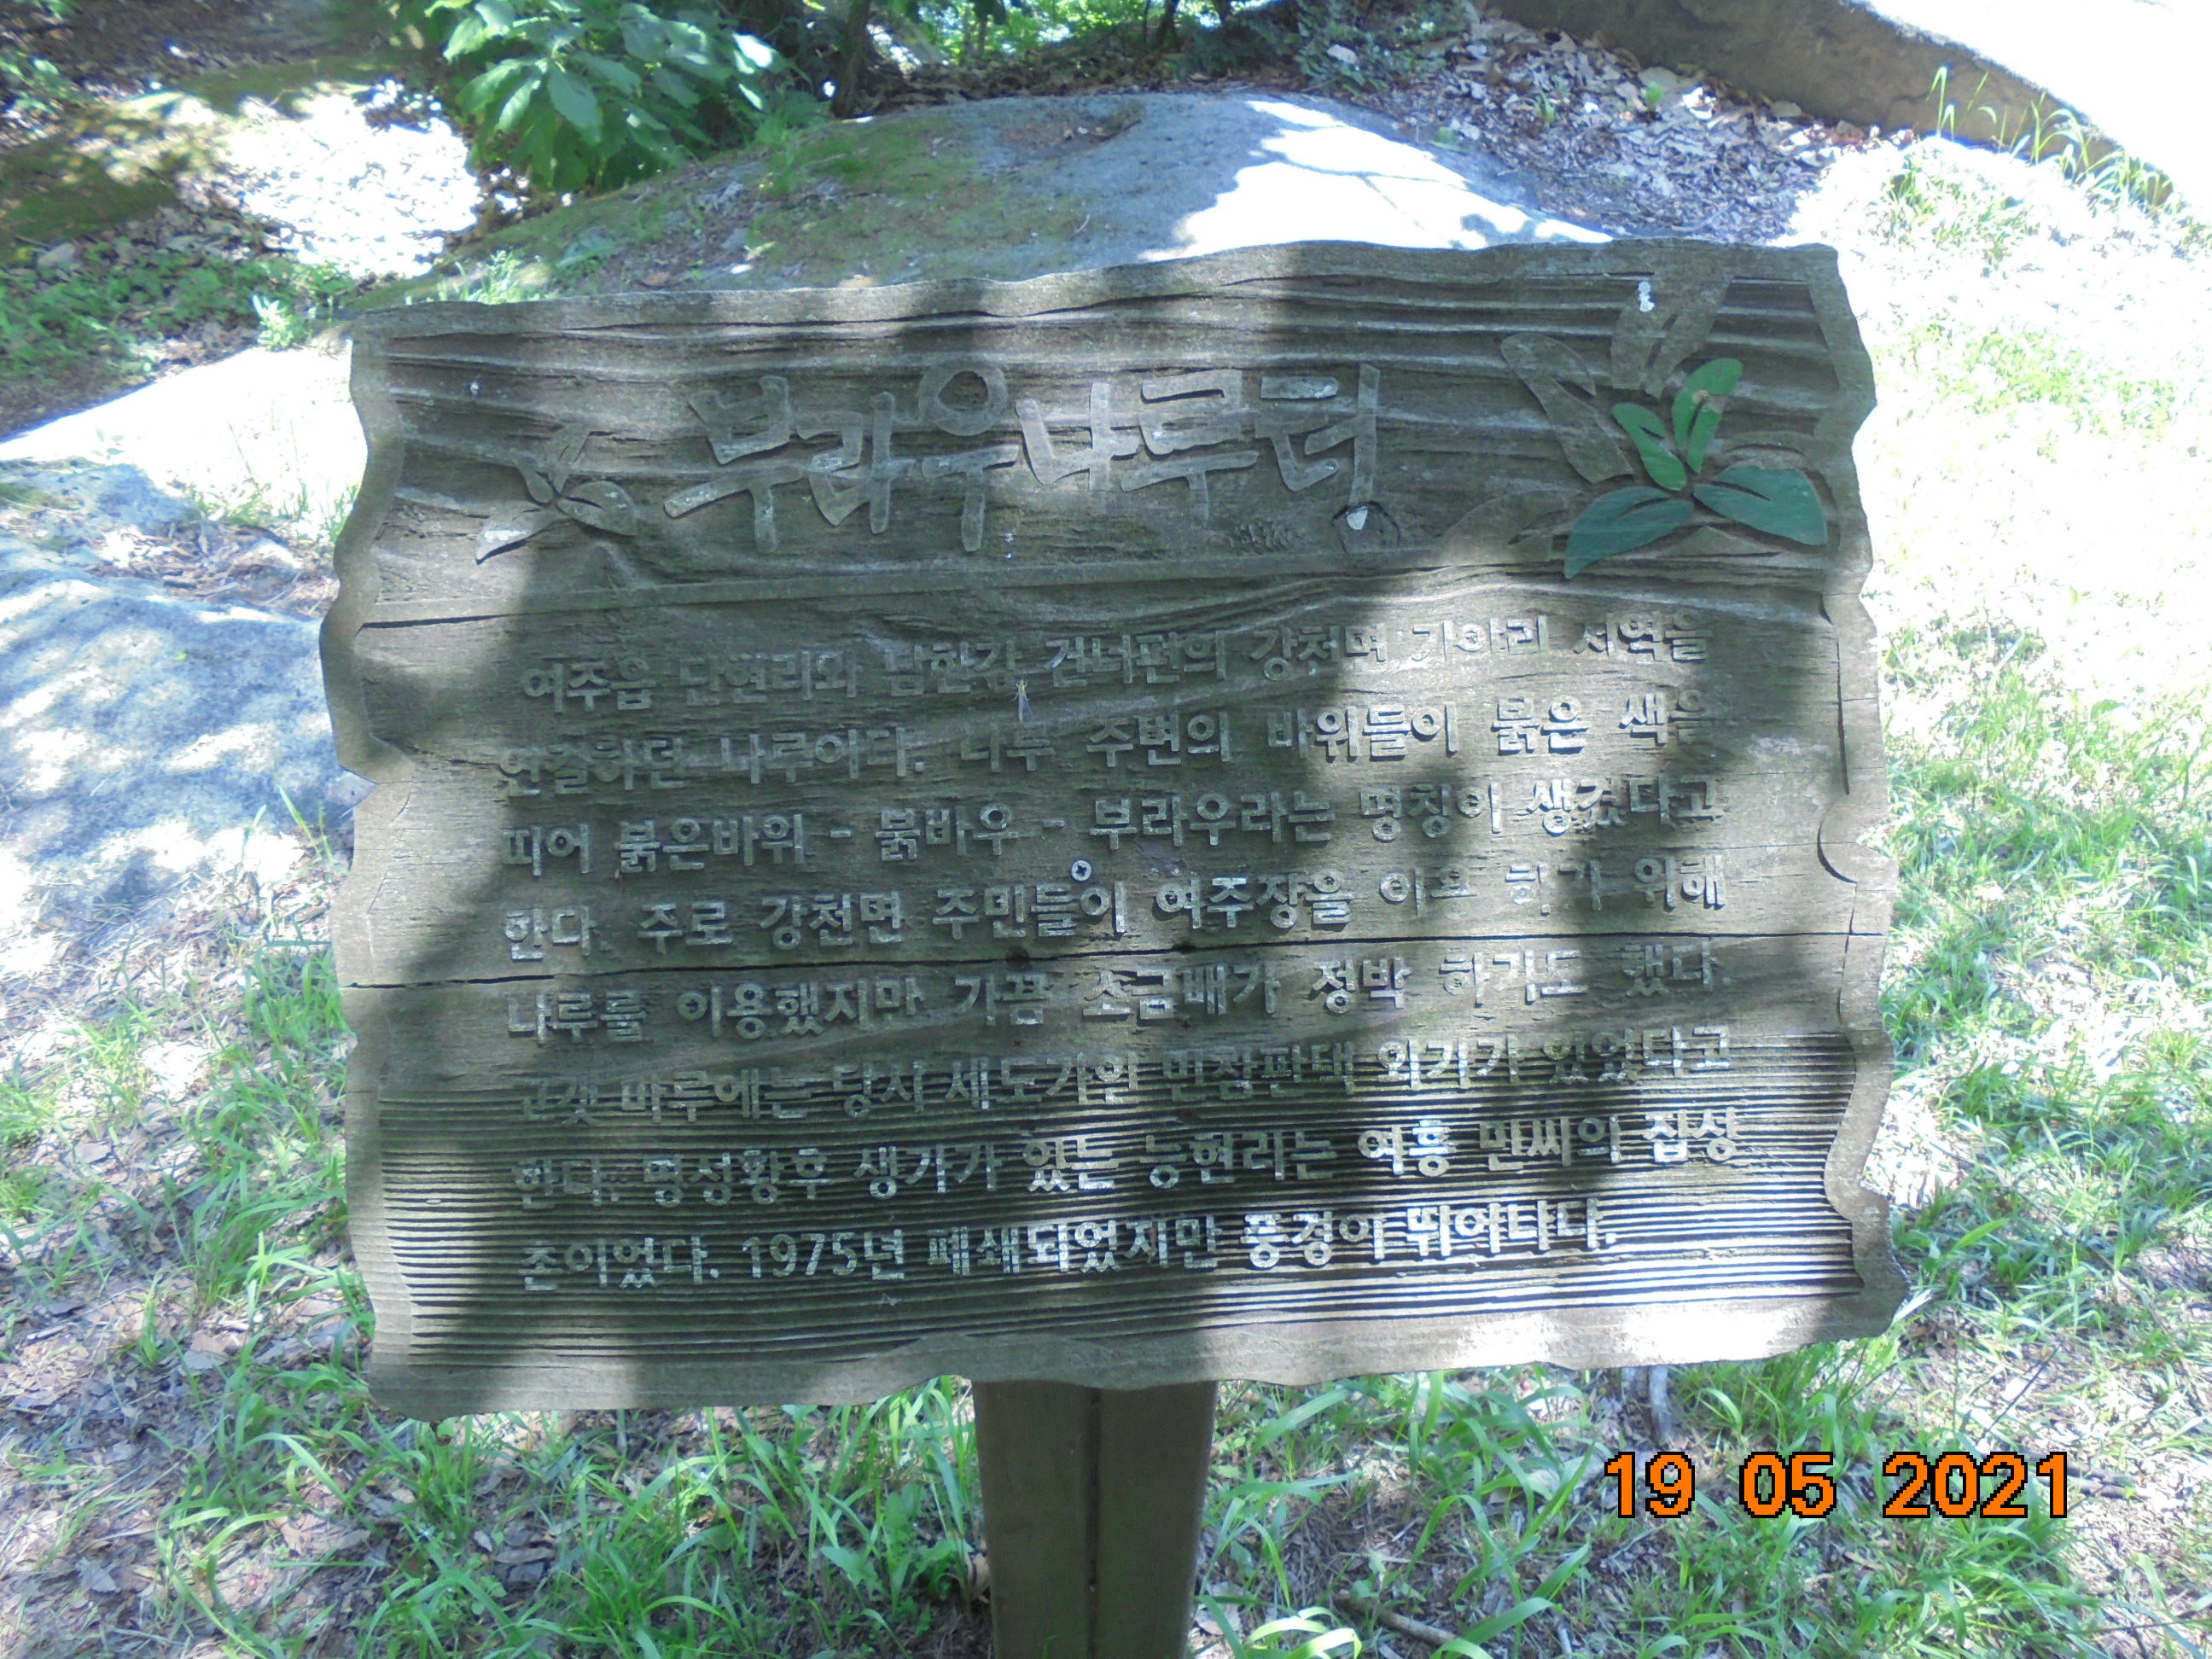 부라우나루터
여주읍 단현리와 남한강 건너편의 강천면 가야리 지역을
연결하던 나루이다. 나루 주변의 바위들이 붉은 색을
띠어 붉은바위 - 붉바우 - 부라우라는 명칭이 생겼다고
한다. 주로 강천면 주민들이 여주장을 이용 하기 위해
나루를 이용했지만 가끔 소금배가 정박 하기도 했다.
마루에는 당시 세도가인 민참판댁 외가가 있었다고
한다. 명성황후 생가가 있는 능현리는 여흥 민씨의 집성
촌이었다. 1975년 폐쇄되었지만 풍경이 뛰어나다.
19 05 2021